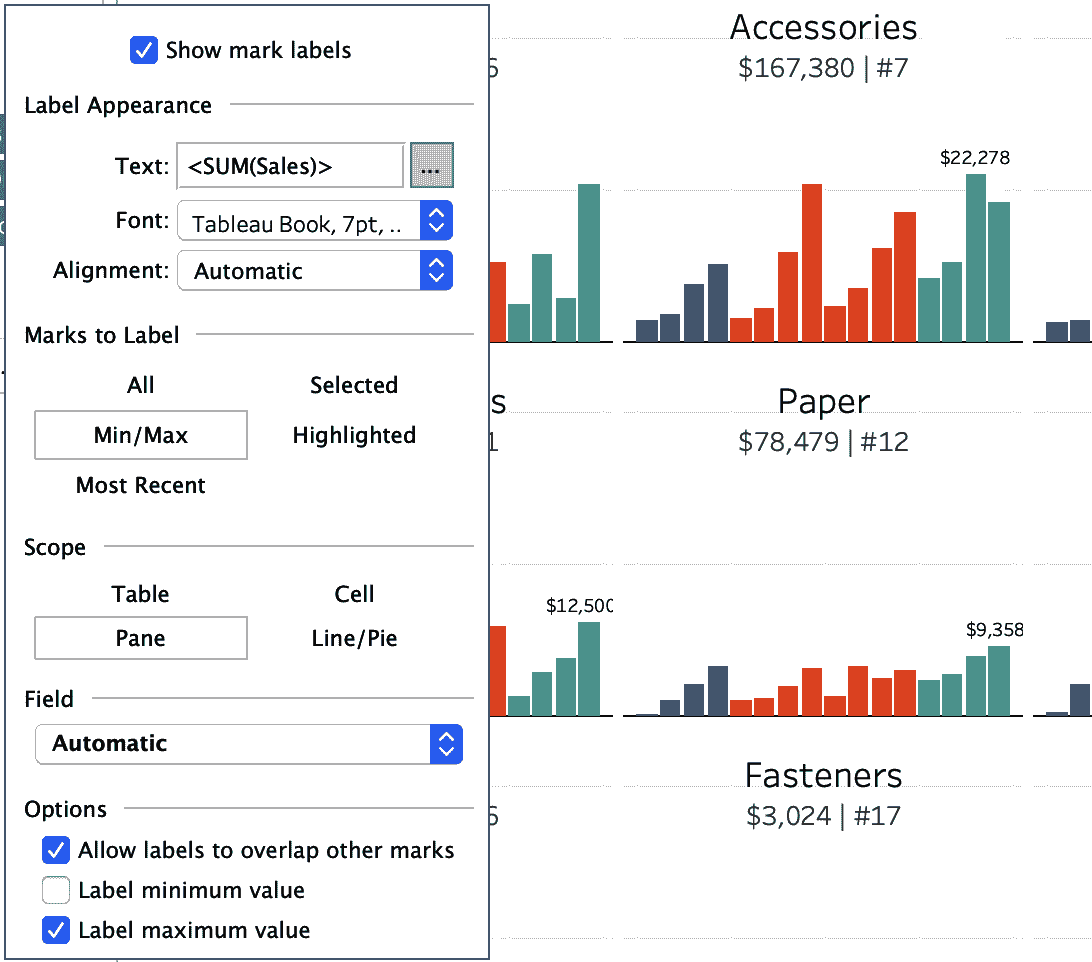 Show mark labels
Label Appearance
Text: <SUM(Sales)> ...
Font: Tableau Book, 7pt, ..
Alignment: Automatic
Marks to Label
All Selected
Min/Max Highlighted
Most Recent
Scope
Table Cell
Pane Line/Pie
Field
Automatic
Options
Allow labels to overlap other marks
Label minimum value
Label maximum value
Accessories
$167,380 | #7
$22,278
s
1
Paper
$78,479 | #12
$12,500
$9,358
Fasteners
$3,024 | #17